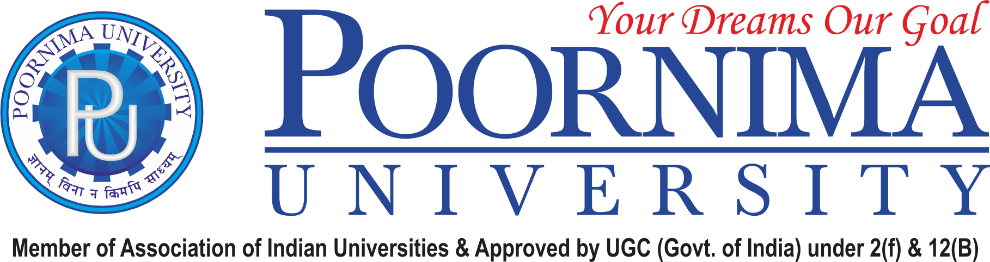 POORNIMA UNIVERSITY
PU
ज्ञानम् विना न किमपि साध्यम्
Your Dreams Our Goal
POORNIMA
UNIVERSITY
Member of Association of Indian Universities & Approved by UGC (Govt. of India) under 2(f) & 12(B)